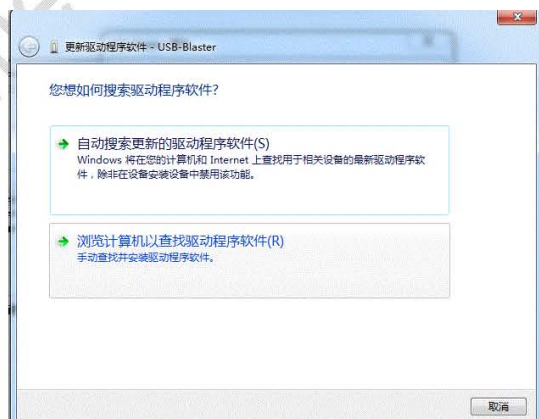 更新驱动程序软件 - USB-Blaster
您想如何搜索驱动程序软件?
自动搜索更新的驱动程序软件(S)
Windows 将在您的计算机和 Internet 上查找用于相关设备的最新驱动程序软
件，除非在设备安装设备中禁用该功能。
浏览计算机以查找驱动程序软件(R)
手动查找并安装驱动程序软件。
取消